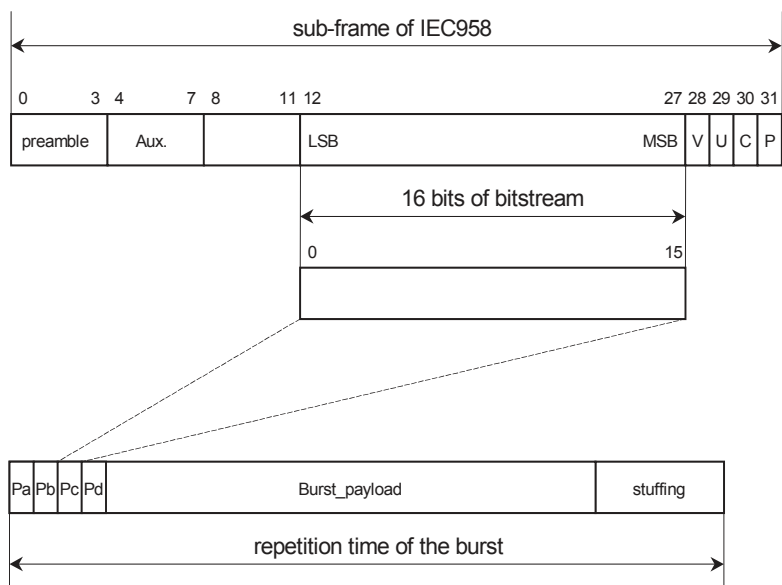 sub-frame of IEC958
0 3 4 7 8 11 12 27 28 29 30 31
preamble Aux. LSB MSB V U C P
16 bits of bitstream
0 15
Pa Pb Pc Pd Burst_payload stuffing
repetition time of the burst